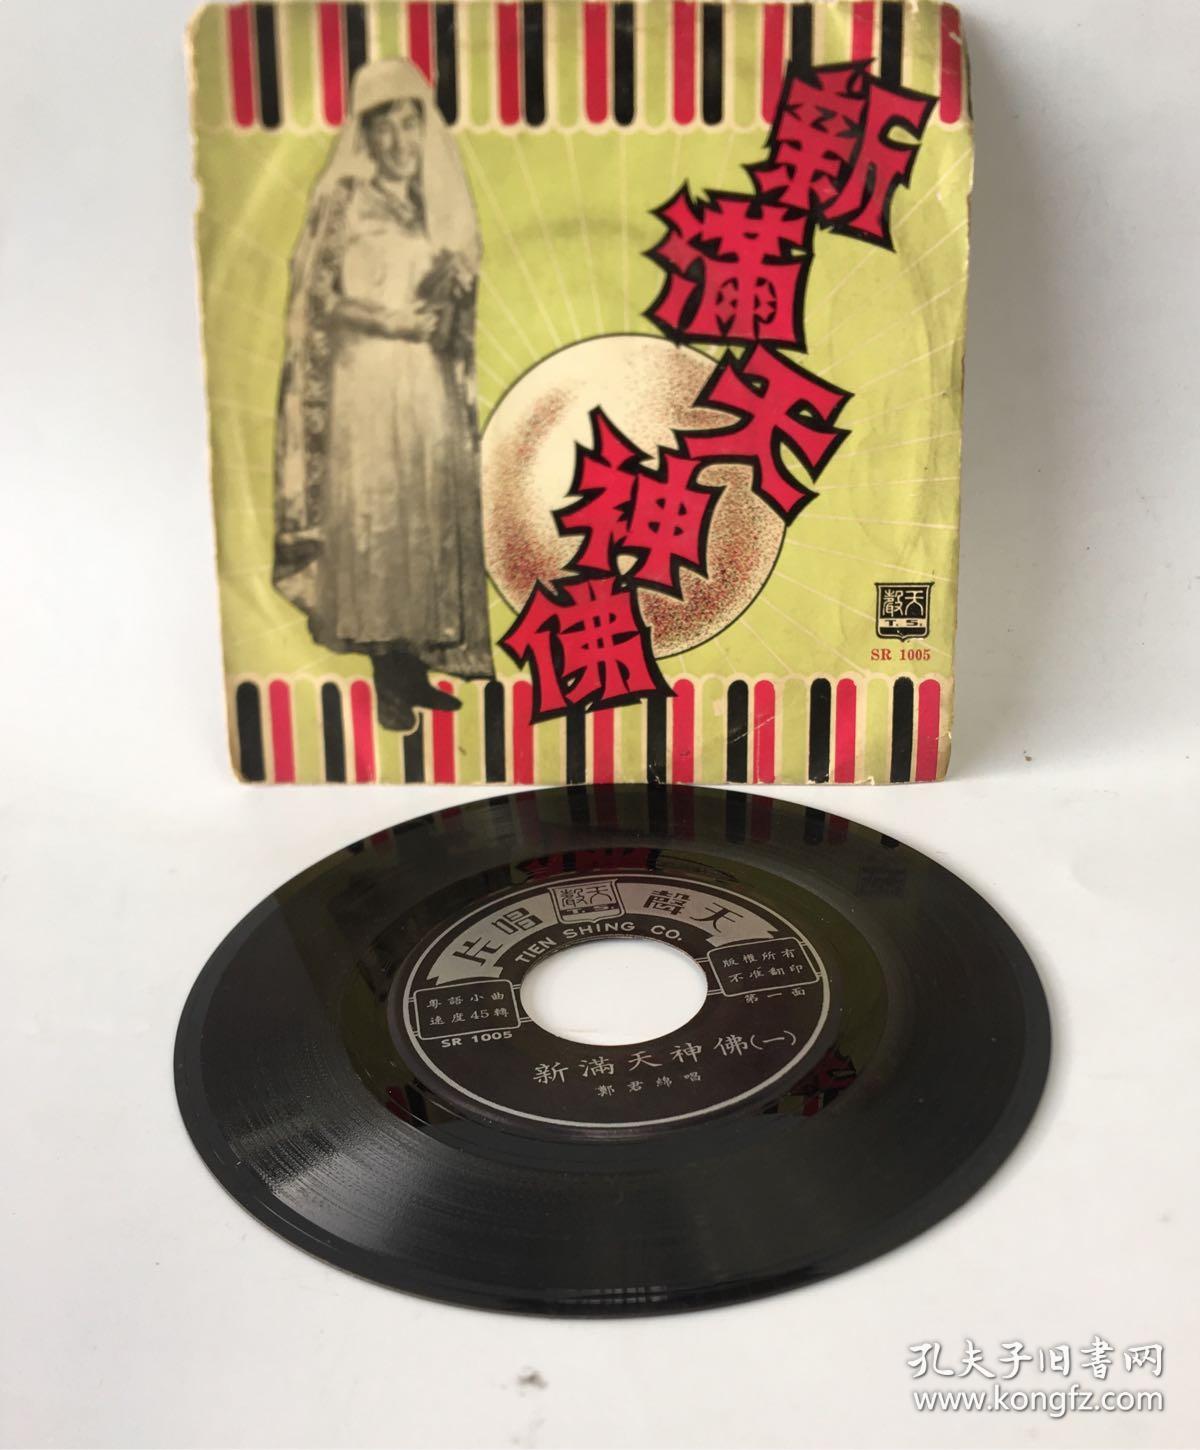 新滿天神佛
天聲
T.S.
SR 1005
天聲唱片
天聲
T.S.
TIEN SHING CO.
粵語小曲
速度45轉
SR 1005
版權所有
不准翻印
第一面
新滿天神佛(一)
鄭君綿唱
孔夫子旧書网
www.kongfz.com